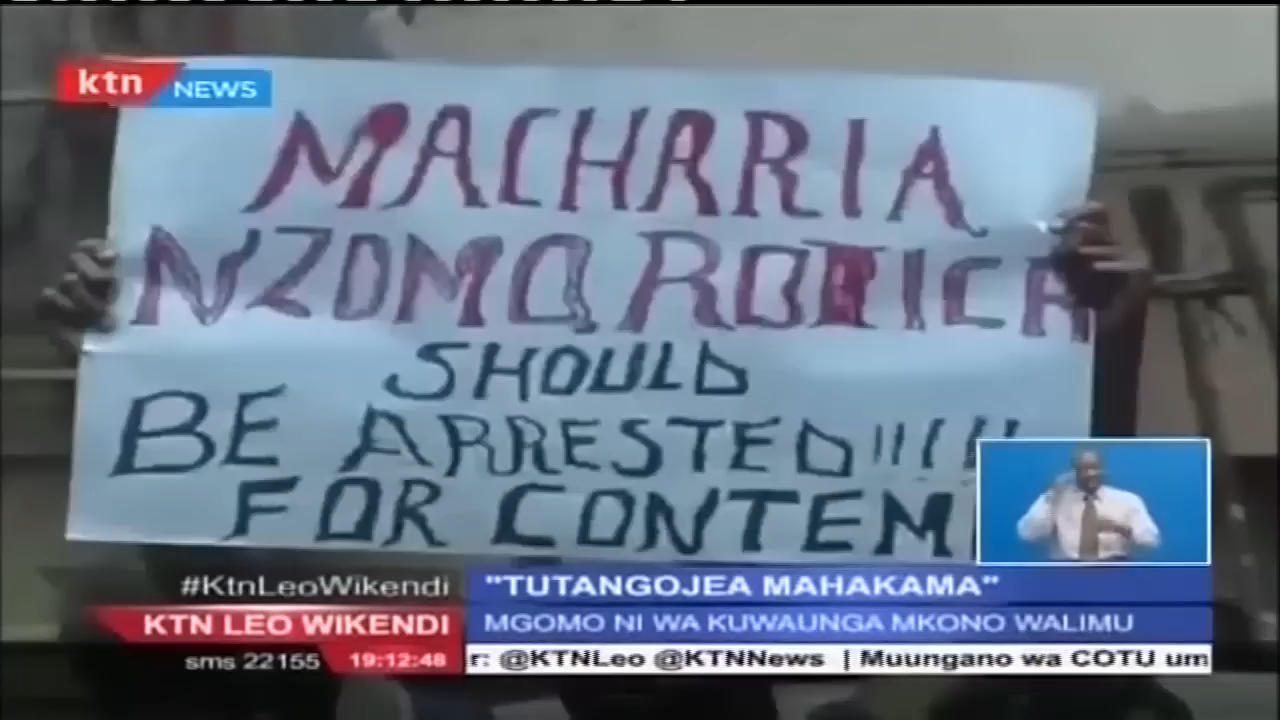 ktn NEWS
MACHARIA
NZOMO, ROTICH
SHOULD
BE ARRESTED!!!!!
FOR CONTEM
#KtnLeoWikendi
"TUTANGOJEA MAHAKAMA"
KTN LEO WIKENDI
MGOMO NI WA KUWAUNGA MKONO WALIMU
sms 22155 19:12:48
r: @KTNLeo @KTNNews | Muungano wa COTU um